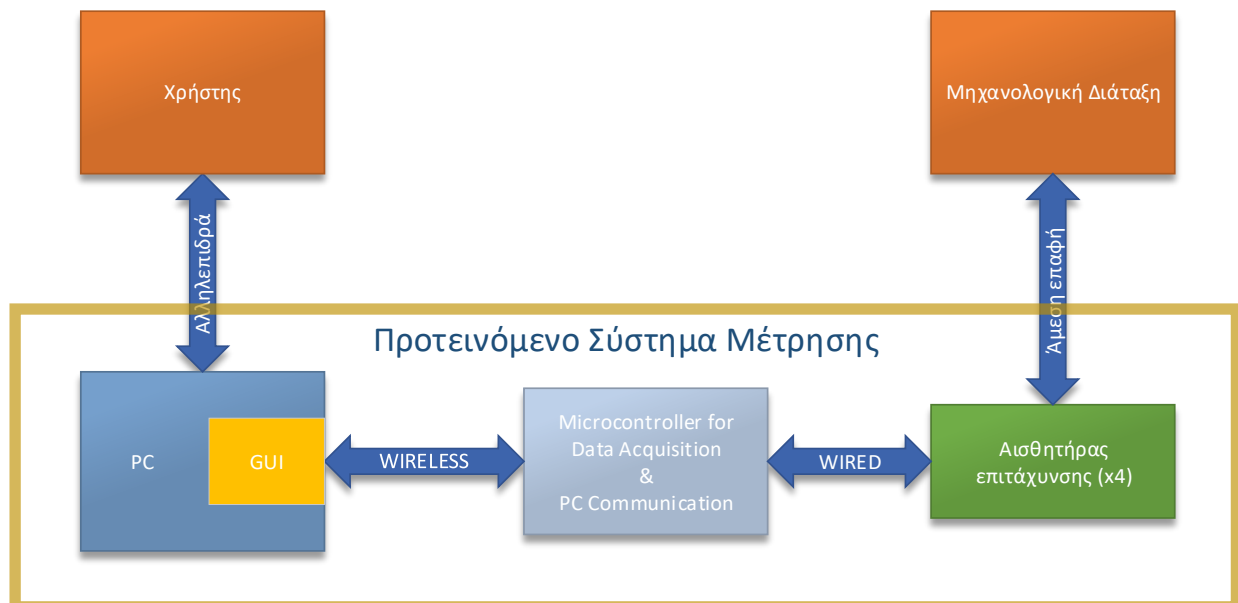 Χρήστης
Μηχανολογική Διάταξη
Αλληλεπιδρά
Άμεση επαφή
Προτεινόμενο Σύστημα Μέτρησης
PC
GUI
WIRELESS
Microcontroller for
Data Acquisition
&
PC Communication
WIRED
Αισθητήρας
επιτάχυνσης (x4)